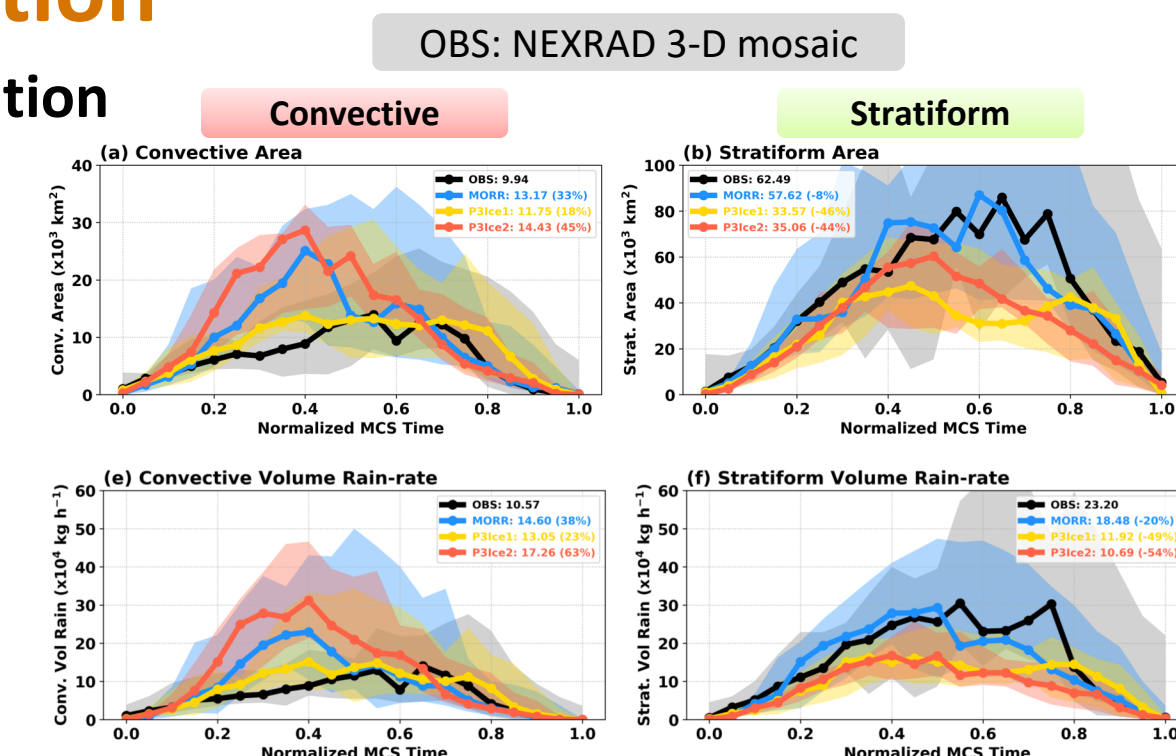 tion
OBS: NEXRAD 3-D mosaic
tion
Convective
Stratiform
(a) Convective Area
40
30
20
10
0
Conv. Area (x10³ km²)
OBS: 9.94
MORR: 13.17 (33%)
P3Ice1: 11.75 (18%)
P3Ice2: 14.43 (45%)
0.0 0.2 0.4 0.6 0.8 1.0
Normalized MCS Time
(b) Stratiform Area
100
80
60
40
20
0
Strat. Area (x10³ km²)
OBS: 62.49
MORR: 57.62 (-8%)
P3Ice1: 33.57 (-46%)
P3Ice2: 35.06 (-44%)
0.0 0.2 0.4 0.6 0.8 1.0
Normalized MCS Time
(e) Convective Volume Rain-rate
60
50
40
30
20
10
0
Conv. Vol Rain (x10⁴ kg h⁻¹)
OBS: 10.57
MORR: 14.60 (38%)
P3Ice1: 13.05 (23%)
P3Ice2: 17.26 (63%)
0.0 0.2 0.4 0.6 0.8 1.0
Normalized MCS Time
(f) Stratiform Volume Rain-rate
60
50
40
30
20
10
0
Strat. Vol Rain (x10⁴ kg h⁻¹)
OBS: 23.20
MORR: 18.48 (-20%)
P3Ice1: 11.92 (-49%)
P3Ice2: 10.69 (-54%)
0.0 0.2 0.4 0.6 0.8 1.0
Normalized MCS Time